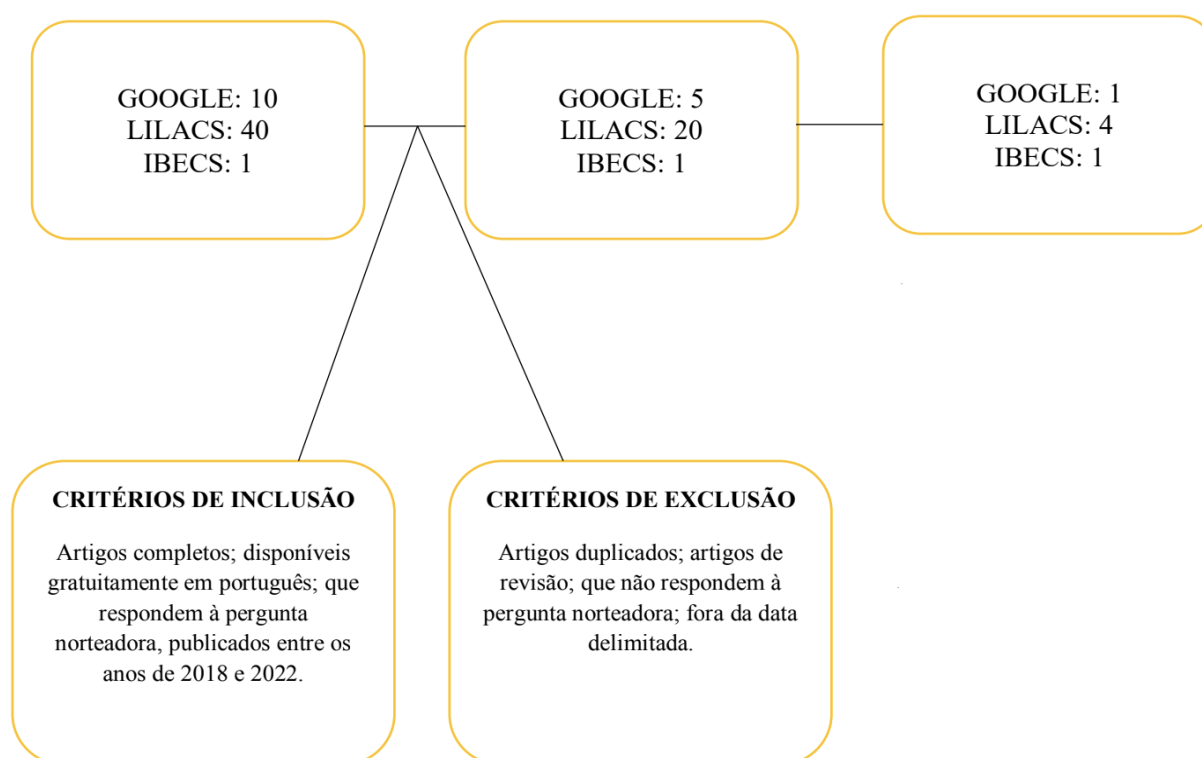 GOOGLE: 10
LILACS: 40
IBECS: 1
GOOGLE: 5
LILACS: 20
IBECS: 1
GOOGLE: 1
LILACS: 4
IBECS: 1
CRITÉRIOS DE INCLUSÃO
Artigos completos; disponíveis
gratuitamente em português; que
respondem à pergunta
norteadora, publicados entre os
anos de 2018 e 2022.
CRITÉRIOS DE EXCLUSÃO
Artigos duplicados; artigos de
revisão; que não respondem à
pergunta norteadora; fora da data
delimitada.